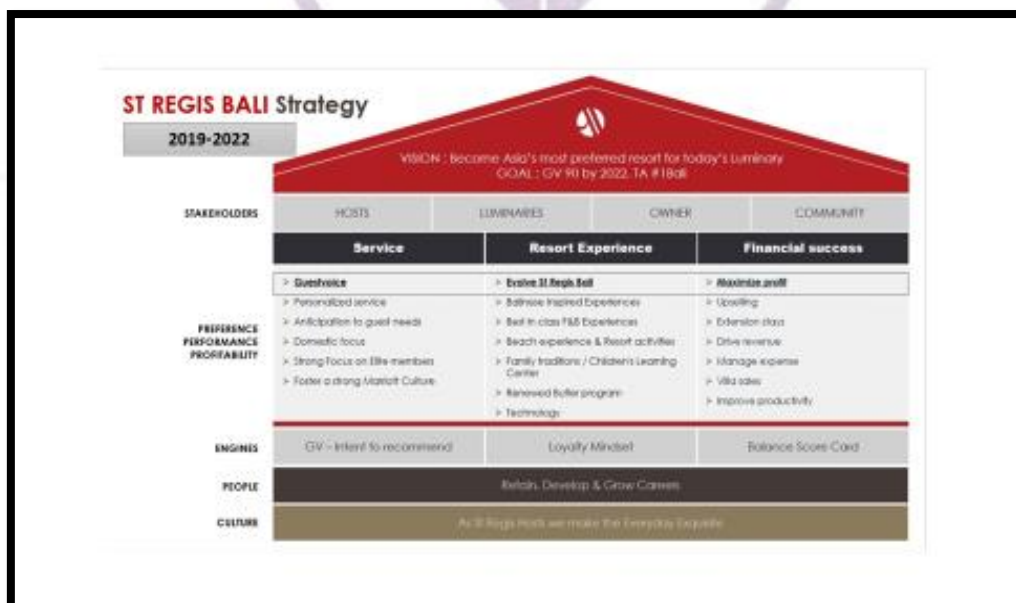 ST REGIS BALI Strategy
2019-2022
VISION : Become Asia's most preferred resort for today's Luminary
GOAL : GV 90 by 2022, TA #1Bali
STAKEHOLDERS
HOSTS
LUMINARIES
OWNER
COMMUNITY
Service
Resort Experience
Financial success
PREFERENCE
PERFORMANCE
PROFITABILITY
> Guestvoice
> Personalized service
> Anticipation to guest needs
> Domestic focus
> Strong Focus on Elite members
> Foster a strong Marriott Culture
> Evolve St Regis Bali
> Balinese Inspired Experiences
> Best in class F&B Experiences
> Beach experience & Resort activities
> Family traditions / Children's Learning
Center
> Renewed Butler program
> Technology
> Maximize profit
> Upselling
> Extension stays
> Drive revenue
> Manage expense
> Villa sales
> Improve productivity
ENGINES
GV - Intent to recommend
Loyalty Mindset
Balance Score Card
PEOPLE
Retain, Develop & Grow Careers
CULTURE
As St Regis Hosts we make the Everyday Exquisite